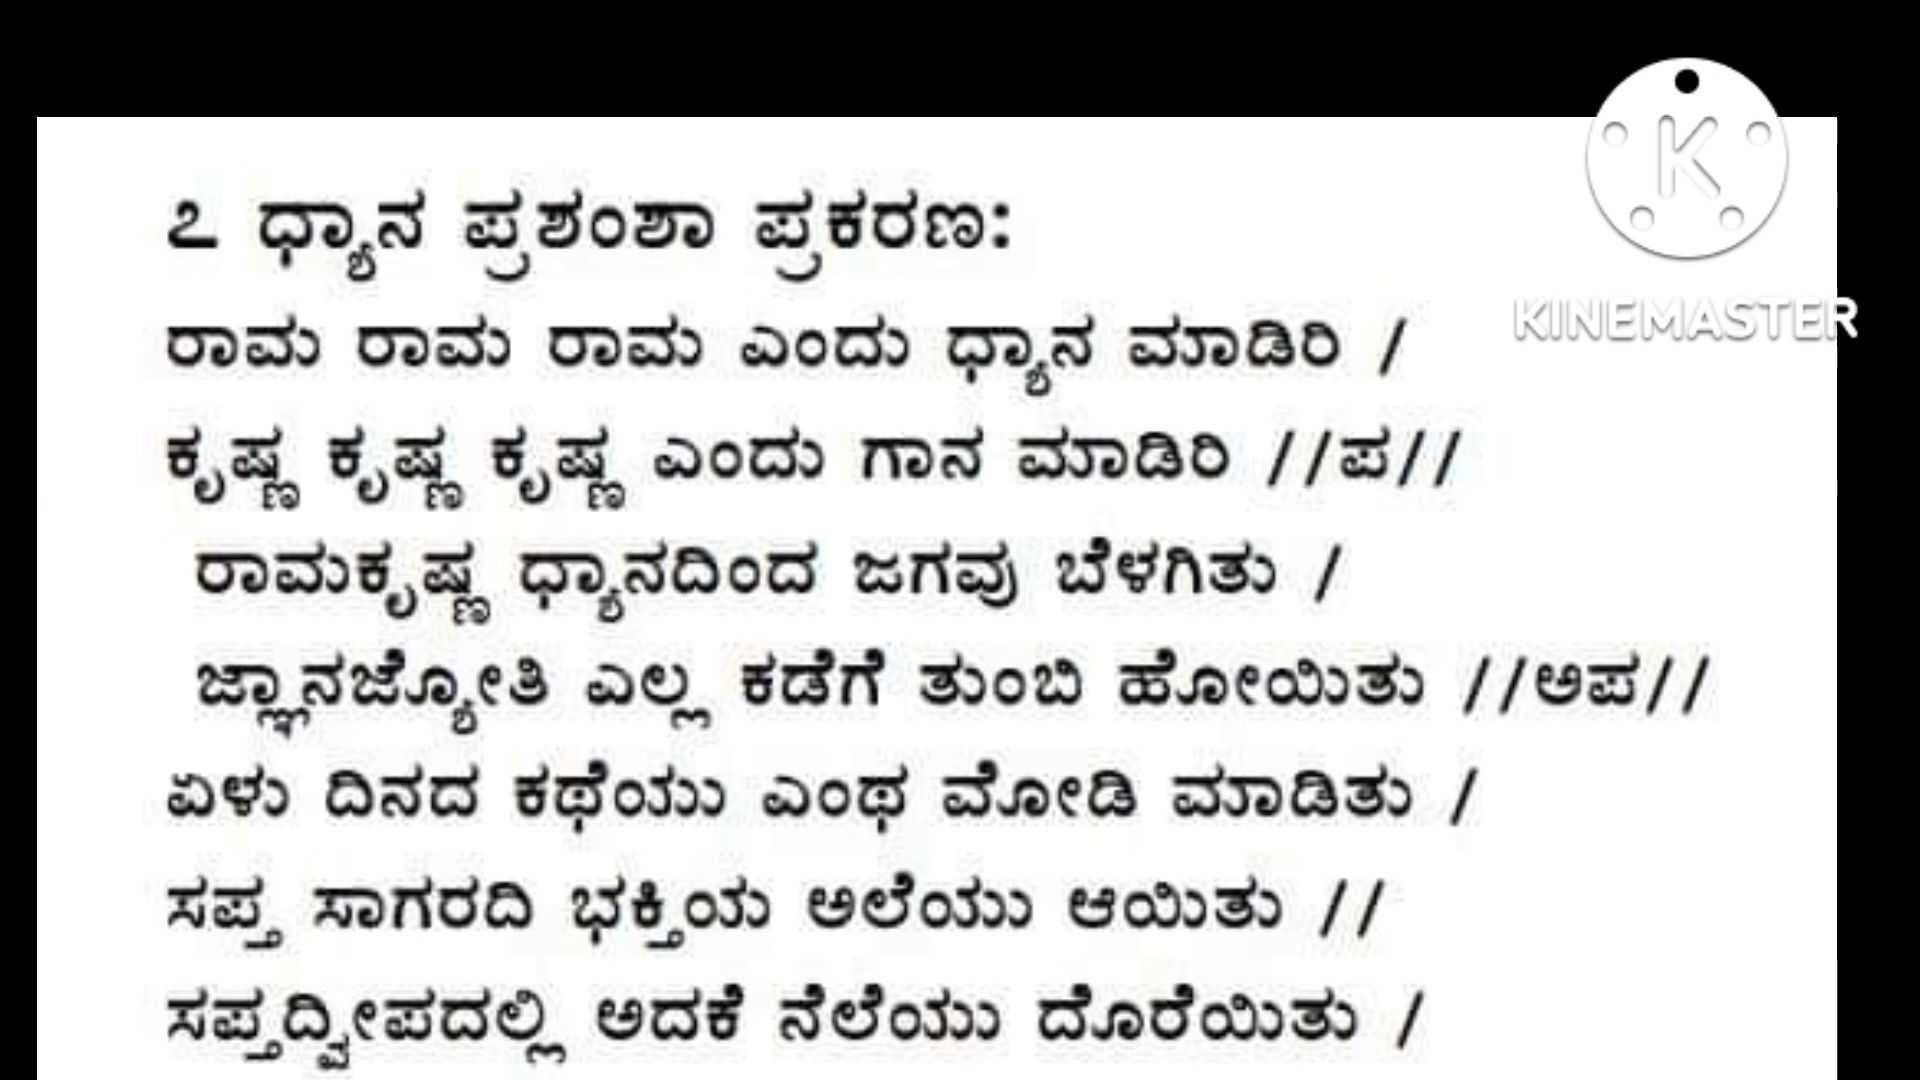 ೭ ಧ್ಯಾನ ಪ್ರಶಂಶಾ ಪ್ರಕರಣ:
ರಾಮ ರಾಮ ರಾಮ ಎಂದು ಧ್ಯಾನ ಮಾಡಿರಿ /
KINEMASTER
ಕೃಷ್ಣ ಕೃಷ್ಣ ಕೃಷ್ಣ ಎಂದು ಗಾನ ಮಾಡಿರಿ //ಪ//
ರಾಮಕೃಷ್ಣ ಧ್ಯಾನದಿಂದ ಜಗವು ಬೆಳಗಿತು /
ಜ್ಞಾನಜ್ಯೋತಿ ಎಲ್ಲ ಕಡೆಗೆ ತುಂಬಿ ಹೋಯಿತು //ಅಪ//
ಏಳು ದಿನದ ಕಥೆಯು ಎಂಥ ಮೋಡಿ ಮಾಡಿತು /
ಸಪ್ತ ಸಾಗರದಿ ಭಕ್ತಿಯ ಅಲೆಯು ಆಯಿತು //
ಸಪ್ತದ್ವೀಪದಲ್ಲಿ ಅದಕೆ ನೆಲೆಯು ದೊರೆಯಿತು /